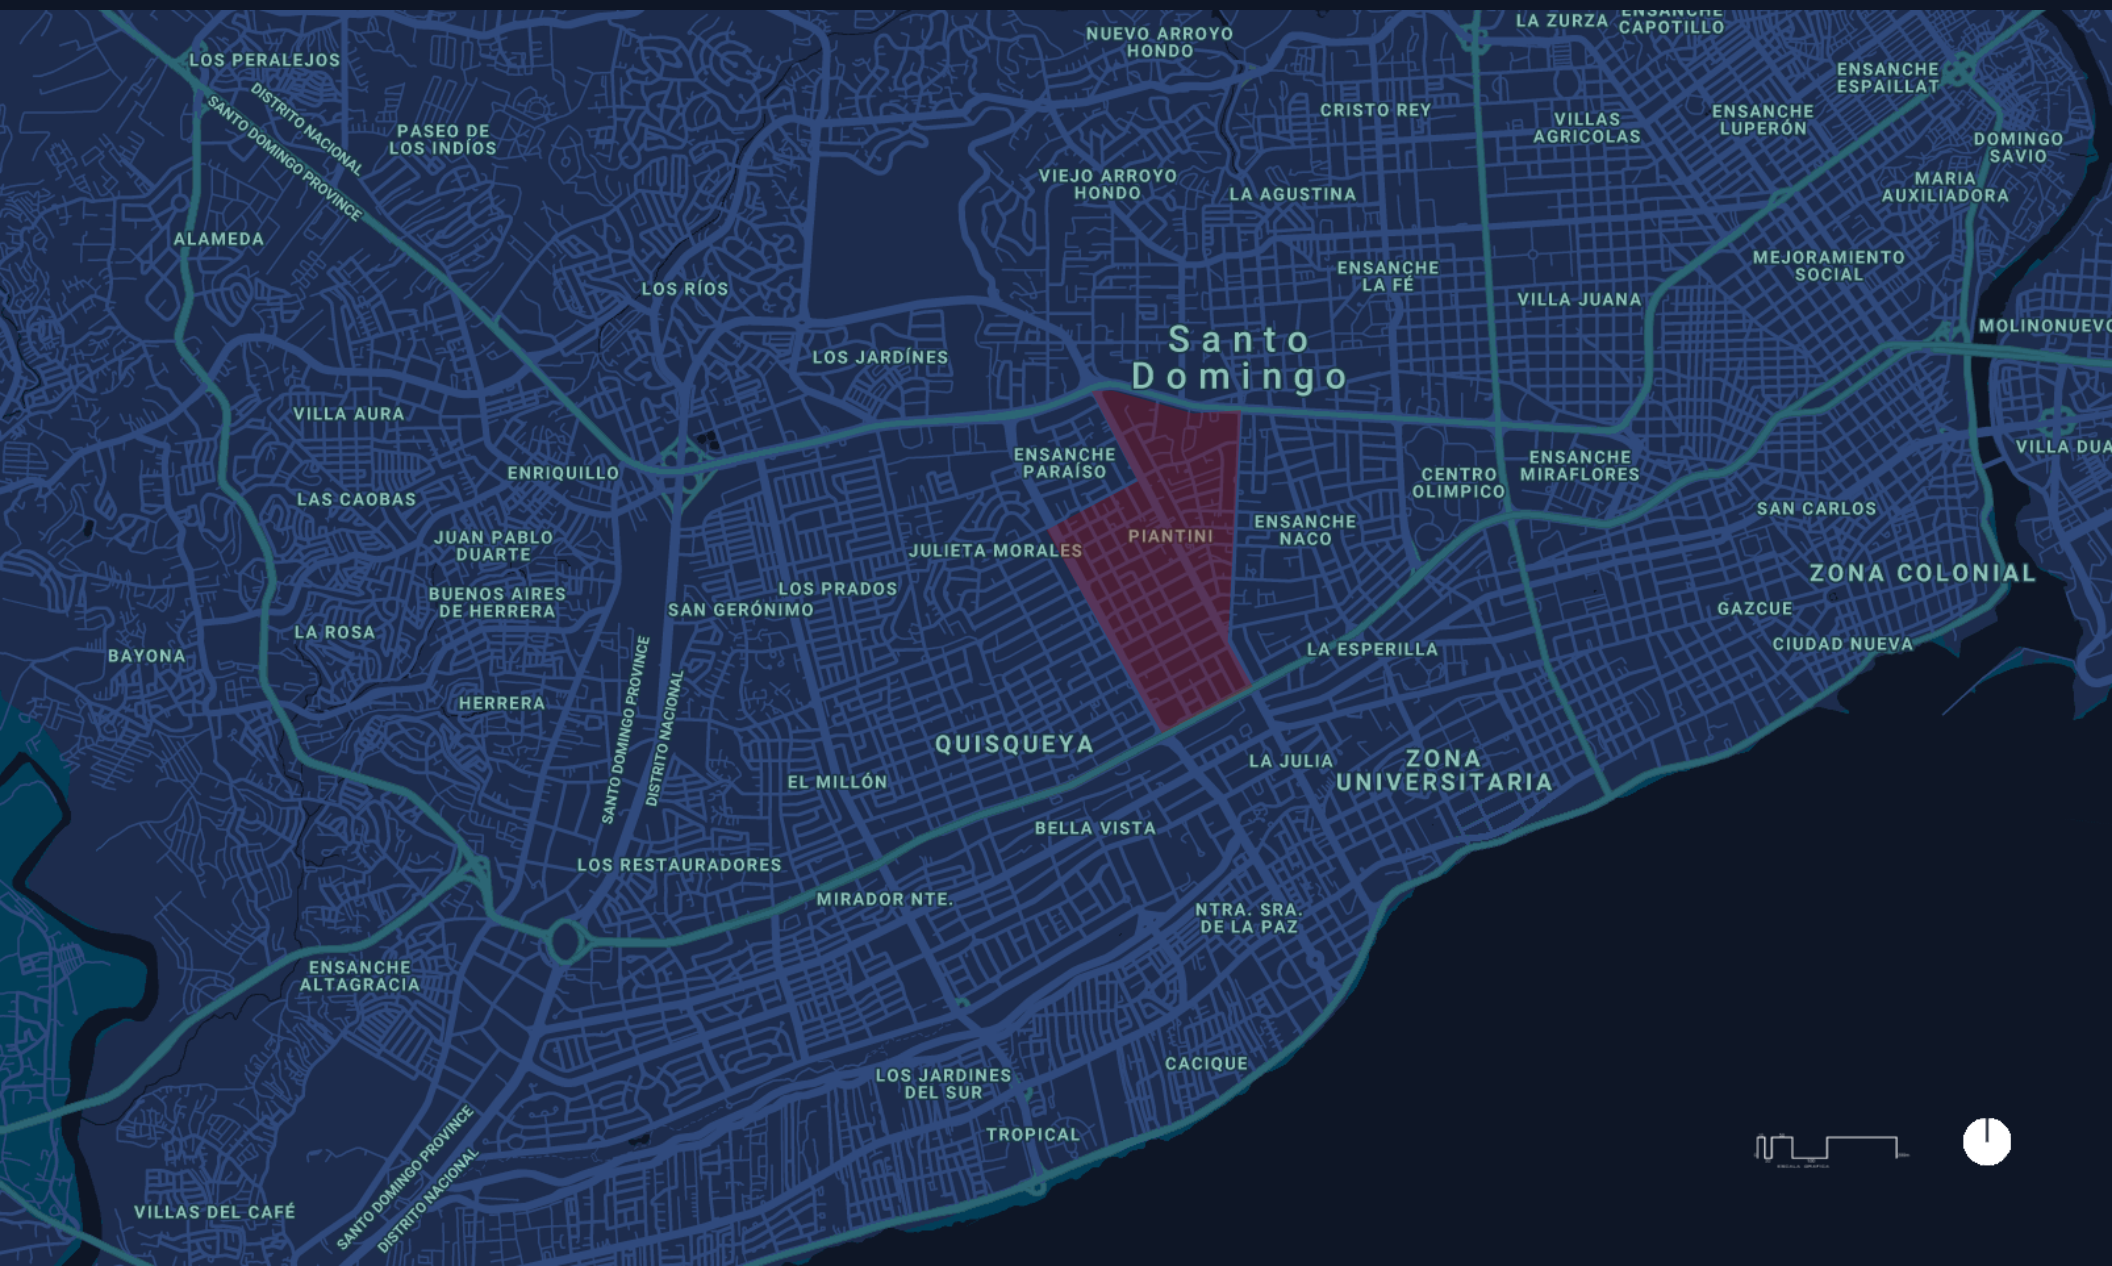 LA ZURZA
ENSANCHE
CAPOTILLO
NUEVO ARROYO
HONDO
LOS PERALEJOS
ENSANCHE
ESPAILLAT
DISTRITO NACIONAL
SANTO DOMINGO PROVINCE
PASEO DE
LOS INDÍOS
CRISTO REY
VILLAS
AGRICOLAS
ENSANCHE
LUPERÓN
DOMINGO
SAVIO
VIEJO ARROYO
HONDO
LA AGUSTINA
MARIA
AUXILIADORA
ALAMEDA
LOS RÍOS
ENSANCHE
LA FÉ
VILLA JUANA
MEJORAMIENTO
SOCIAL
MOLINONUEVO
Santo
Domingo
LOS JARDÍNES
VILLA AURA
ENRIQUILLO
ENSANCHE
PARAÍSO
CENTRO
OLIMPICO
ENSANCHE
MIRAFLORES
VILLA DUA
LAS CAOBAS
SAN CARLOS
JUAN PABLO
DUARTE
JULIETA MORALES
PIANTINI
ENSANCHE
NACO
ZONA COLONIAL
BUENOS AIRES
DE HERRERA
LOS PRADOS
SAN GERÓNIMO
GAZCUE
LA ROSA
CIUDAD NUEVA
BAYONA
LA ESPERILLA
HERRERA
SANTO DOMINGO PROVINCE
DISTRITO NACIONAL
QUISQUEYA
LA JULIA
ZONA
UNIVERSITARIA
EL MILLÓN
BELLA VISTA
LOS RESTAURADORES
MIRADOR NTE.
NTRA. SRA.
DE LA PAZ
ENSANCHE
ALTAGRACIA
CACIQUE
LOS JARDINES
DEL SUR
TROPICAL
SANTO DOMINGO PROVINCE
DISTRITO NACIONAL
VILLAS DEL CAFÉ
ESCALA GRAFICA